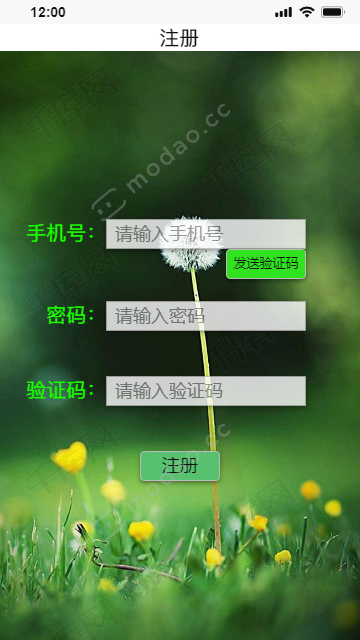 12:00
注册
modao.cc
手机号：
请输入手机号
发送验证码
密码：
请输入密码
验证码：
请输入验证码
注册